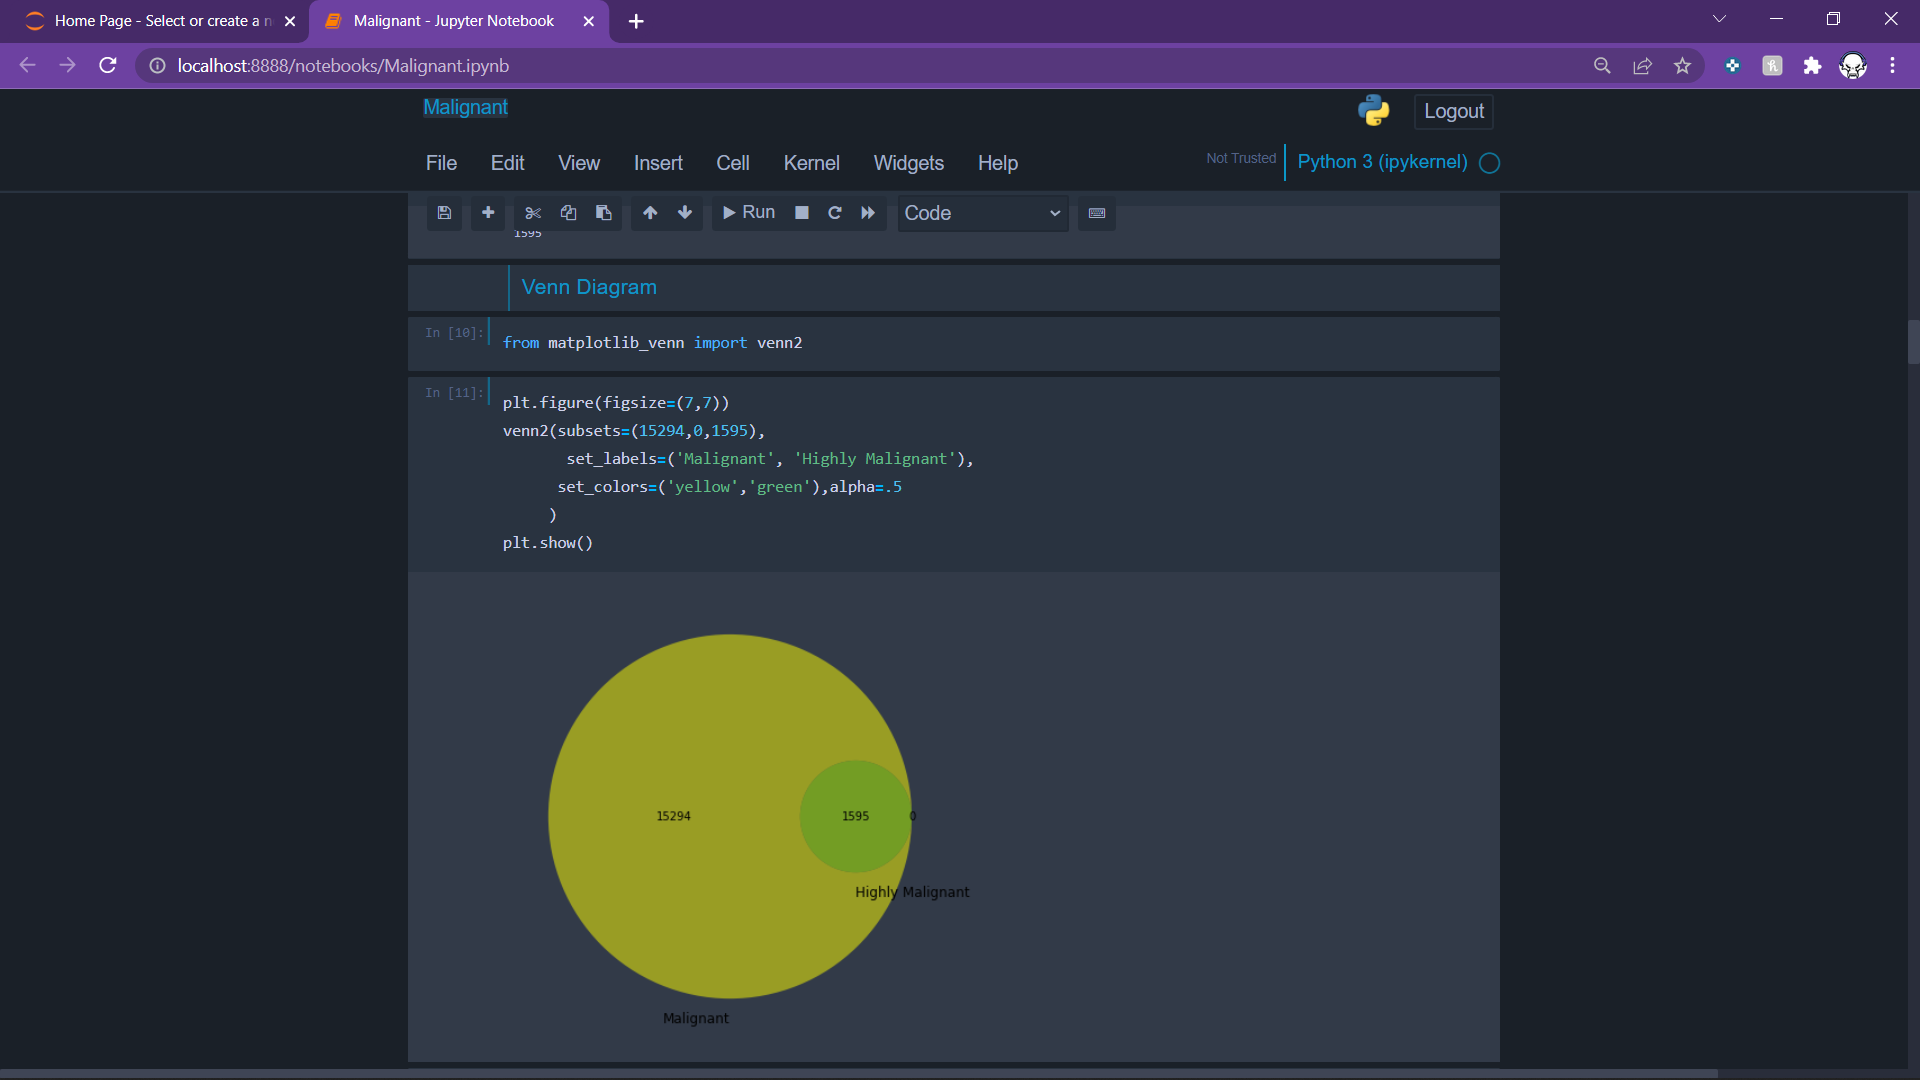 Home Page - Select or create a n
Malignant - Jupyter Notebook
localhost:8888/notebooks/Malignant.ipynb
Malignant
Logout
File Edit View Insert Cell Kernel Widgets Help
Not Trusted
Python 3 (ipykernel)
Run
Code
1595
Venn Diagram
In [10]:
from matplotlib_venn import venn2
In [11]:
plt.figure(figsize=(7,7))
venn2(subsets=(15294,0,1595),
set_labels=('Malignant', 'Highly Malignant'),
set_colors=('yellow','green'),alpha=.5
)
plt.show()
15294
1595
0
Highly Malignant
Malignant